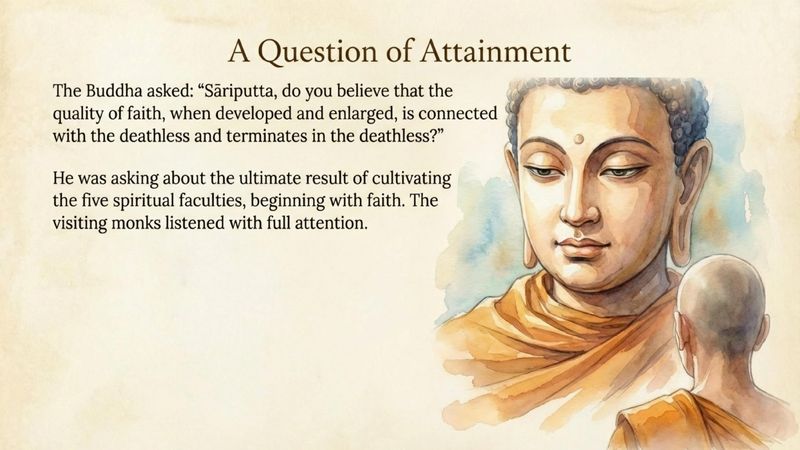 A Question of Attainment
The Buddha asked: “Sāriputta, do you believe that the
quality of faith, when developed and enlarged, is connected
with the deathless and terminates in the deathless?”
He was asking about the ultimate result of cultivating
the five spiritual faculties, beginning with faith. The
visiting monks listened with full attention.